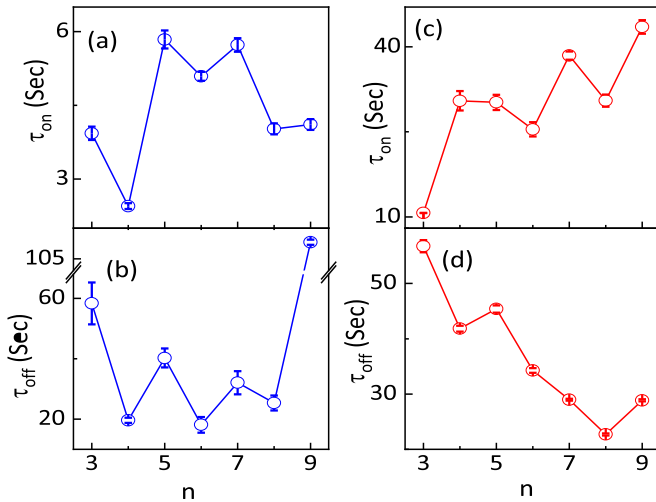 (a)
τon (Sec)
6
3
(b)
τoff (Sec)
105
60
20
3 5 7 9
n
(c)
τon (Sec)
40
10
(d)
τoff (Sec)
50
30
3 5 7 9
n